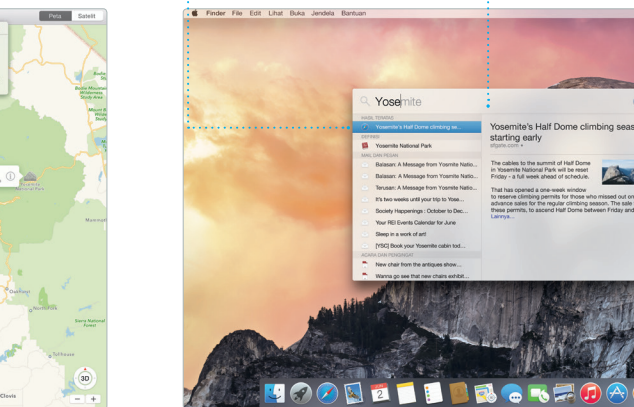 Peta Satelit
Yosemite
National Park
Oakhurst
North Fork
Sierra National
Forest
Tollhouse
3D
Clovis
Finder File Edit Lihat Buka Jendela Bantuan
Yosemite
HASIL TERATAS
Yosemite's Half Dome climbing se...
DEFINISI
Yosemite National Park
MAIL DAN PESAN
Balasan: A Message from Yosmite Natio...
Balasan: A Message from Yosmite Natio...
Terusan: A Message from Yosmite Natio...
It's two weeks until your trip to Yose...
Society Happenings : October to Dec...
Your REI Events Calendar for June
Sleep in a work of art!
[YSC] Book your Yosemite cabin tod...
ACARA DAN PENGINGAT
New chair from the antiques show...
Wanna go see that new chairs exhibit...
Yosemite's Half Dome climbing seas
starting early
sfgate.com
The cables to the summit of Half Dome
in Yosemite National Park will be reset
Friday - a full week ahead of schedule.
That has opened a one-week window
to reserve climbing permits for those who missed out on
advance sales for the regular climbing season. The sale
these permits, to ascend Half Dome between Friday and
Lainnya...
2